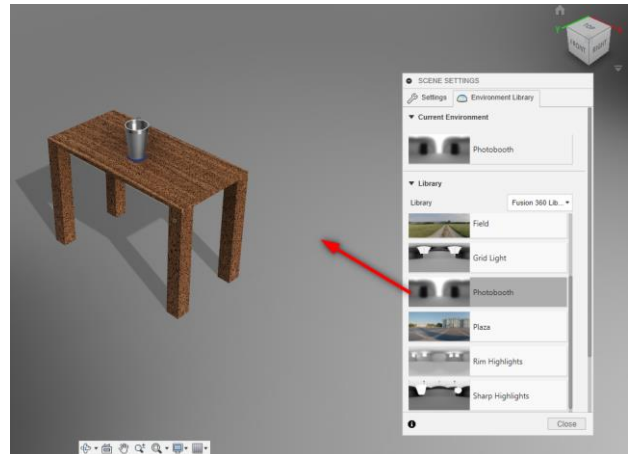 TOP
FRONT
RIGHT
SCENE SETTINGS
Settings
Environment Library
Current Environment
Photobooth
Library
Library
Fusion 360 Lib...
Field
Grid Light
Photobooth
Plaza
Rim Highlights
Sharp Highlights
Close